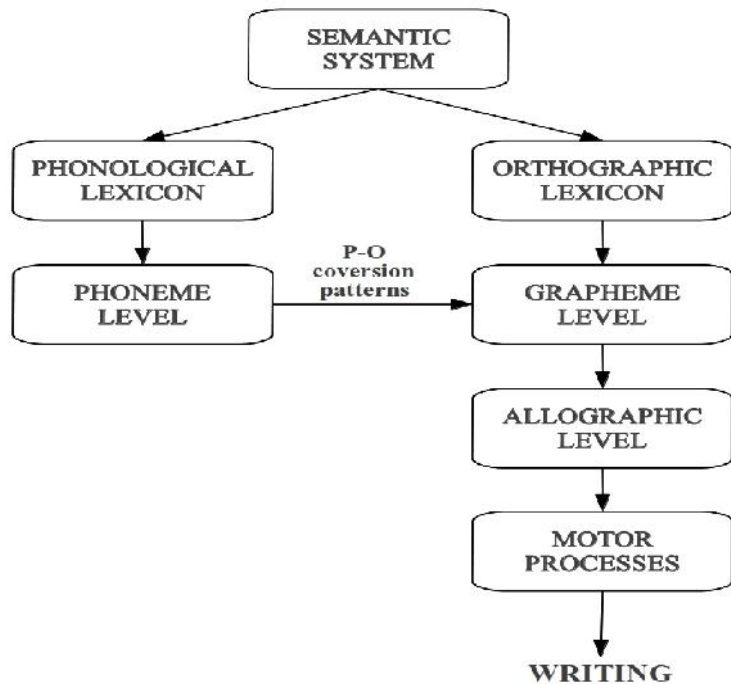 SEMANTIC
SYSTEM
PHONOLOGICAL
LEXICON
ORTHOGRAPHIC
LEXICON
P-O
coversion
patterns
PHONEME
LEVEL
GRAPHEME
LEVEL
ALLOGRAPHIC
LEVEL
MOTOR
PROCESSES
WRITING